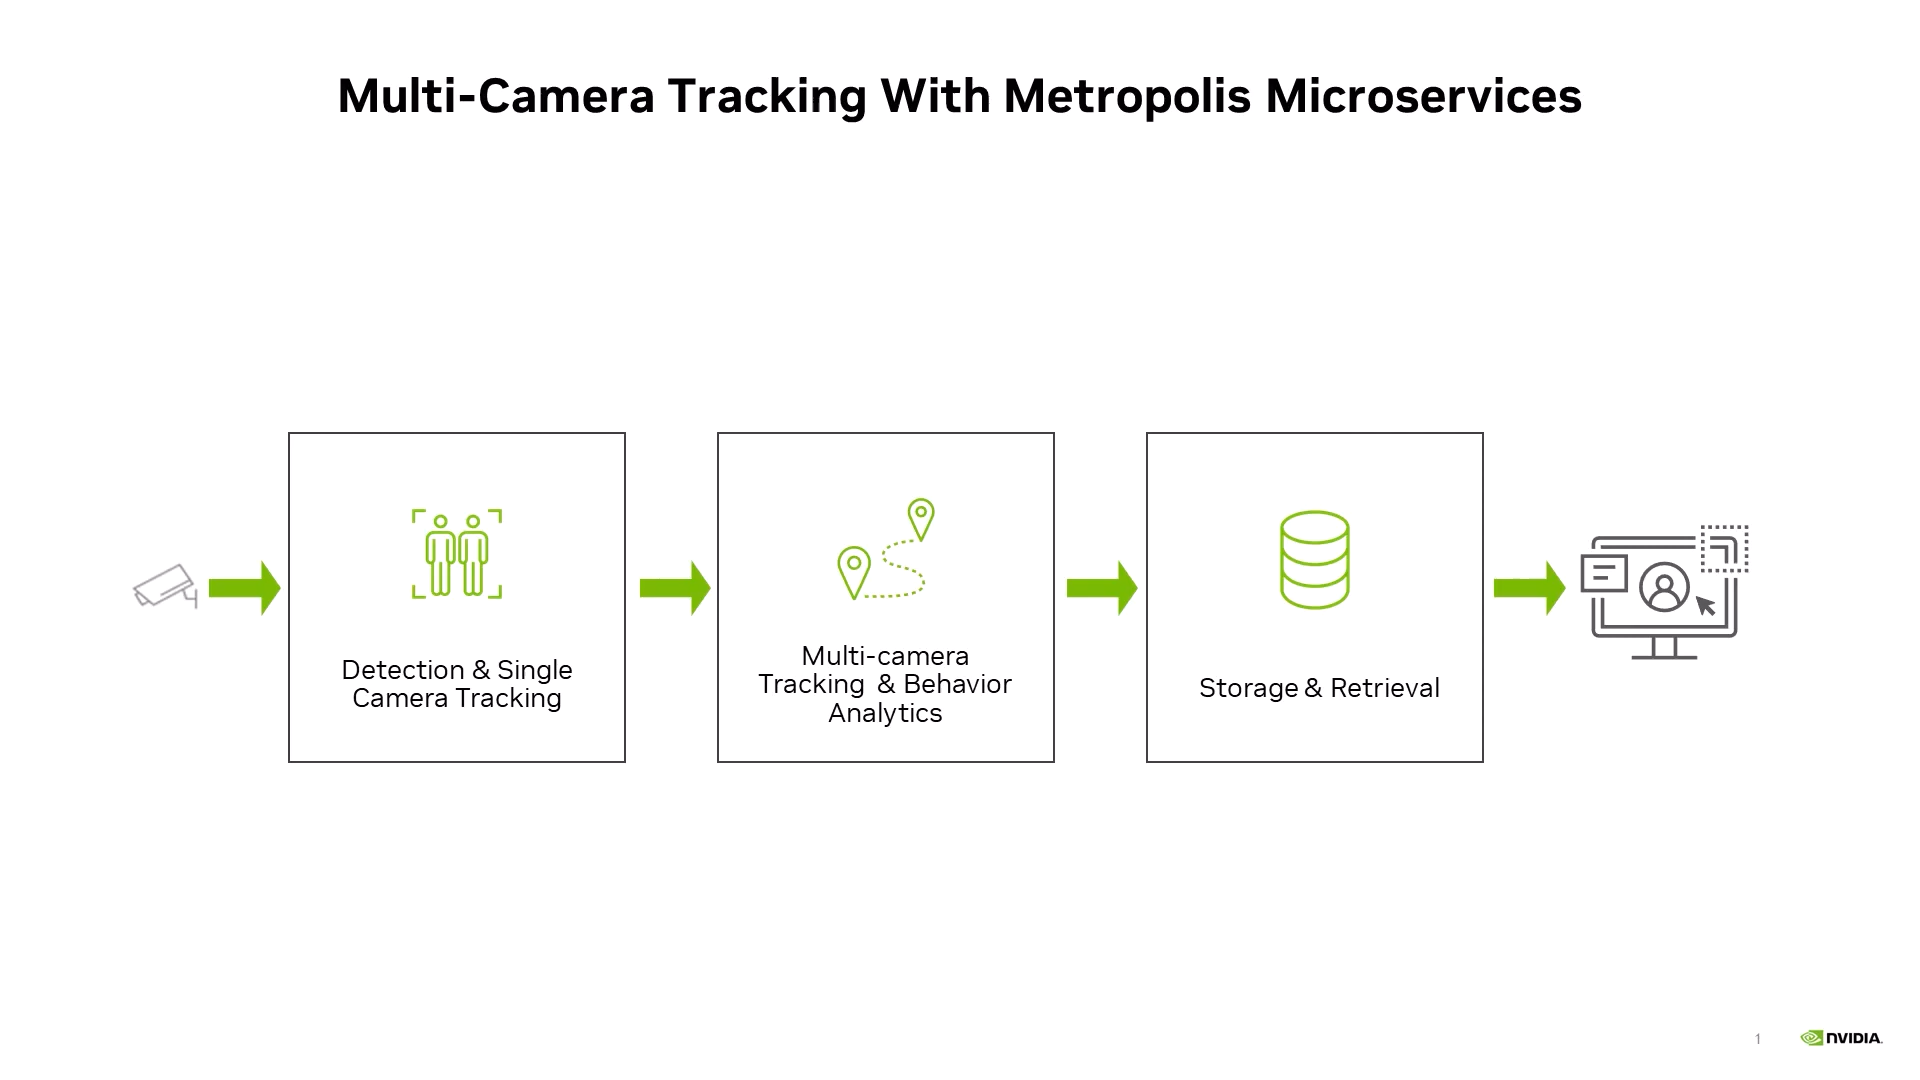 Multi-Camera Tracking With Metropolis Microservices
Detection & Single
Camera Tracking
Multi-camera
Tracking & Behavior
Analytics
Storage & Retrieval
1
NVIDIA.